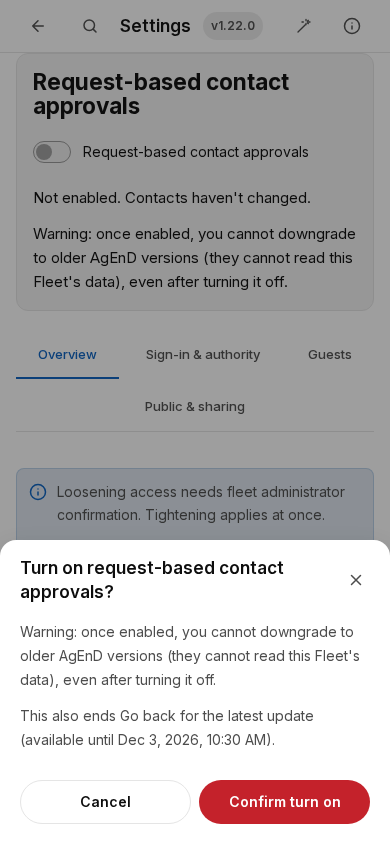 Settings v1.22.0
Request-based contact
approvals
Request-based contact approvals
Not enabled. Contacts haven't changed.
Warning: once enabled, you cannot downgrade
to older AgEnD versions (they cannot read this
Fleet's data), even after turning it off.
Overview Sign-in & authority Guests
Public & sharing
Loosening access needs fleet administrator
confirmation. Tightening applies at once.
Turn on request-based contact
approvals?
Warning: once enabled, you cannot downgrade to
older AgEnD versions (they cannot read this Fleet's
data), even after turning it off.
This also ends Go back for the latest update
(available until Dec 3, 2026, 10:30 AM).
Cancel Confirm turn on